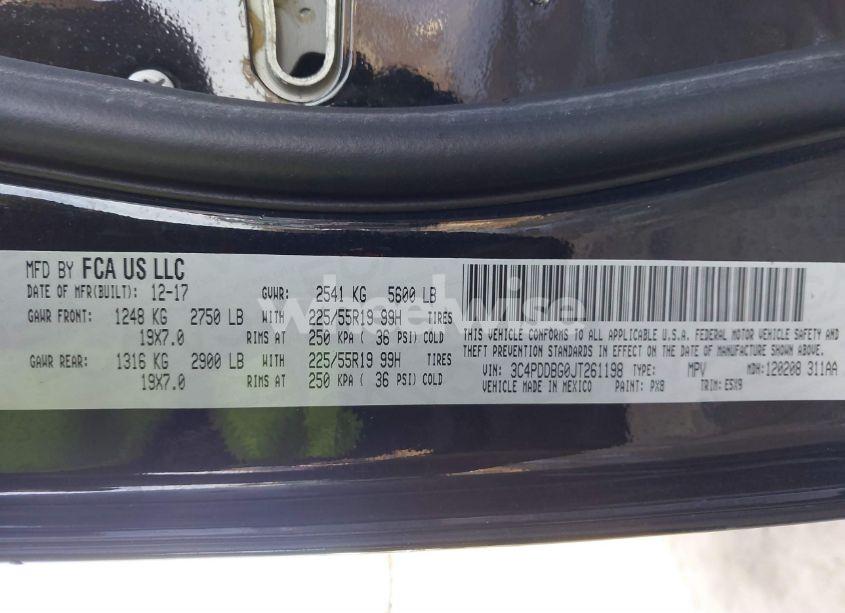 MFD BY FCA US LLC
DATE OF MFR(BUILT): 12-17 GVWR: 2541 KG 5600 LB
GAWR FRONT: 1248 KG 2750 LB WITH 225/55R19 99H TIRES
19X7.0 RIMS AT 250 KPA ( 36 PSI) COLD
GAWR REAR: 1316 KG 2900 LB WITH 225/55R19 99H TIRES
19X7.0 RIMS AT 250 KPA ( 36 PSI) COLD
THIS VEHICLE CONFORMS TO ALL APPLICABLE U.S.A. FEDERAL MOTOR VEHICLE SAFETY AND
THEFT PREVENTION STANDARDS IN EFFECT ON THE DATE OF MANUFACTURE SHOWN ABOVE.
VIN: 3C4PDDBG0JT261198 TYPE: MPV MDH: 120208 311AA
VEHICLE MADE IN MEXICO PAINT: PX8 TRIM: E5X9